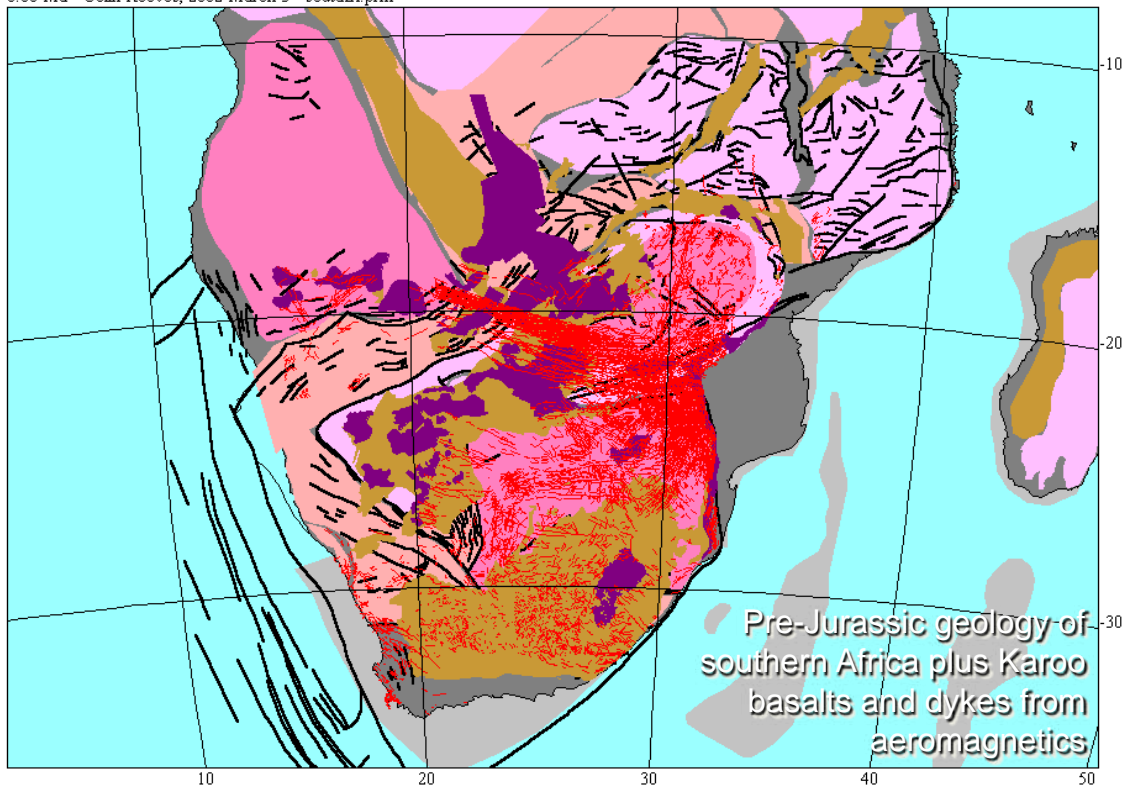 -10
-20
-30
Pre-Jurassic geology of
southern Africa plus Karoo
basalts and dykes from
aeromagnetics
10 20 30 40 50